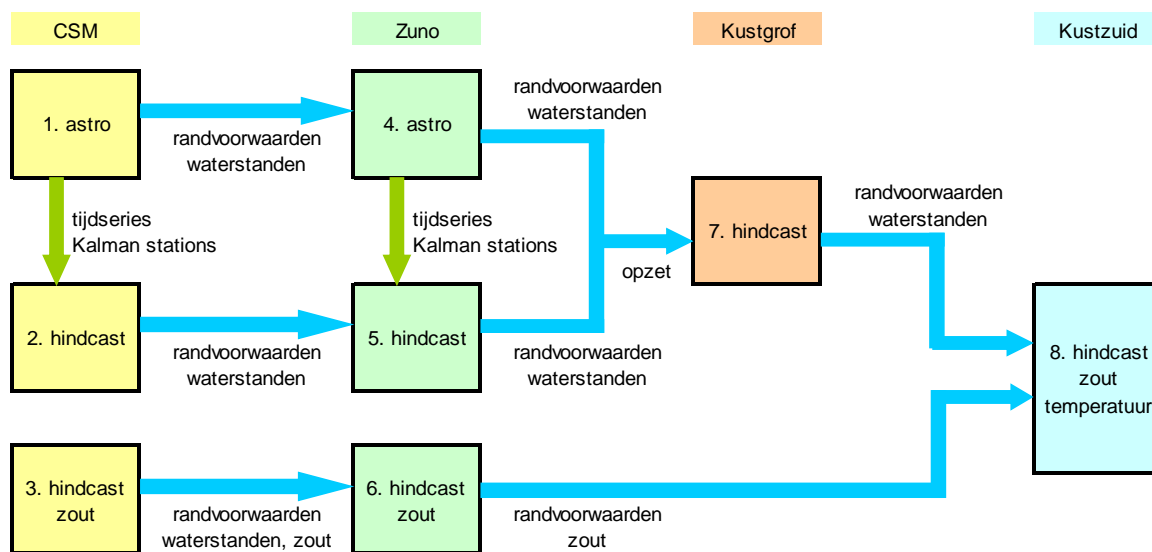 CSM
Zuno
Kustgrof
Kustzuid
1. astro
randvoorwaarden
waterstanden
4. astro
randvoorwaarden
waterstanden
tijdseries
Kalman stations
tijdseries
Kalman stations
7. hindcast
randvoorwaarden
waterstanden
opzet
2. hindcast
randvoorwaarden
waterstanden
5. hindcast
randvoorwaarden
waterstanden
8. hindcast
zout
temperatuur
3. hindcast
zout
randvoorwaarden
waterstanden, zout
6. hindcast
zout
randvoorwaarden
zout